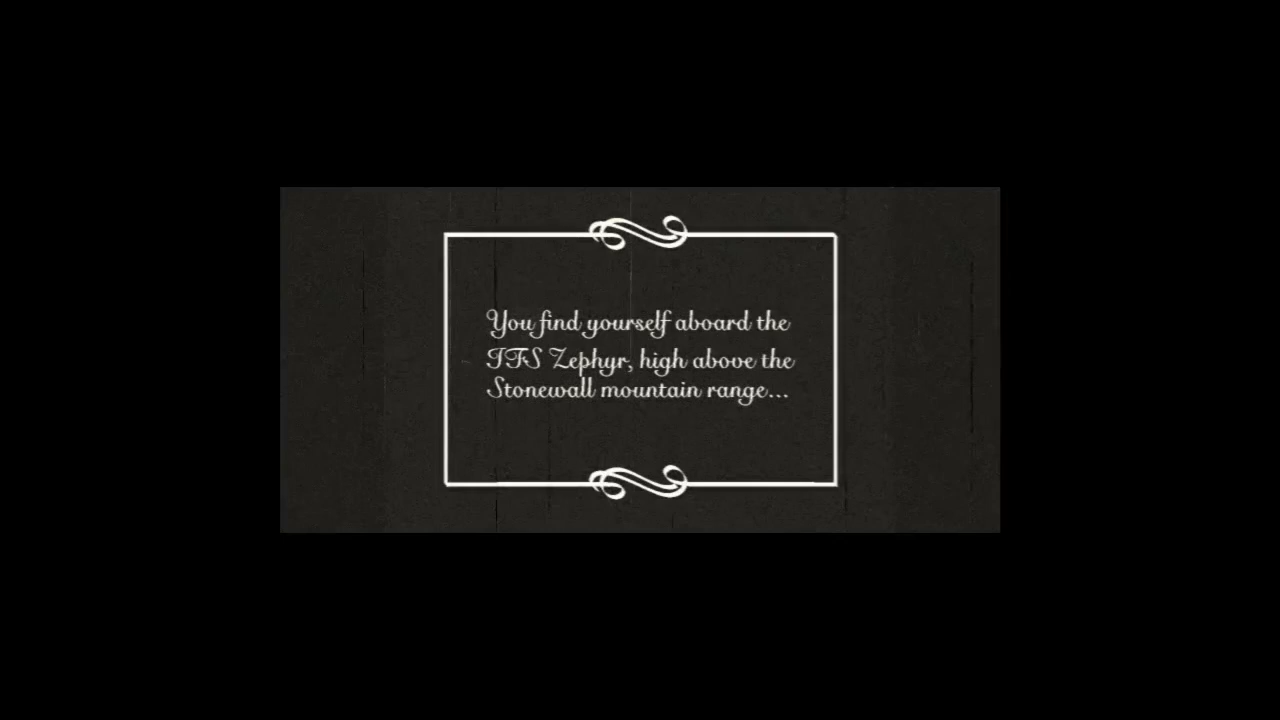 You find yourself aboard the
IFS Zephyr, high above the
Stonewall mountain range...